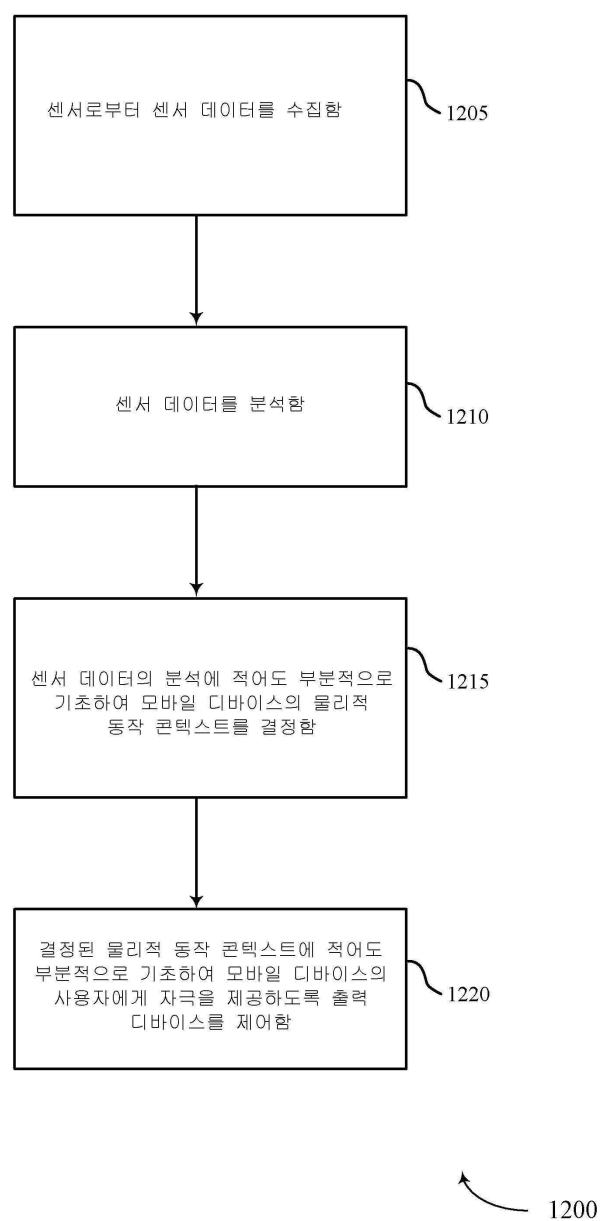 센서로부터 센서 데이터를 수집함
1205
센서 데이터를 분석함
1210
센서 데이터의 분석에 적어도 부분적으로
기초하여 모바일 디바이스의 물리적
동작 콘텍스트를 결정함
1215
결정된 물리적 동작 콘텍스트에 적어도
부분적으로 기초하여 모바일 디바이스의
사용자에게 자극을 제공하도록 출력
디바이스를 제어함
1220
1200